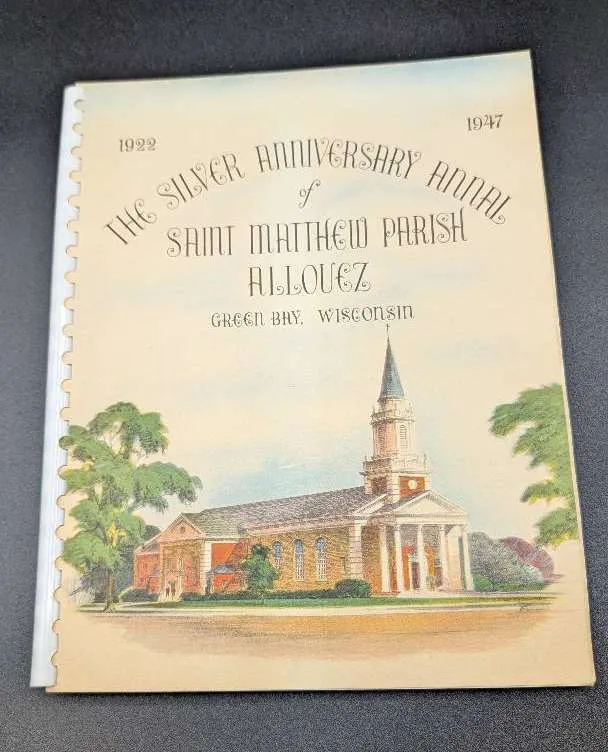 1922
1947
THE SILVER ANNIVERSARY ANNAL
of
SAINT MATTHEW PARISH
ALLOUEZ
GREEN BAY, WISCONSIN